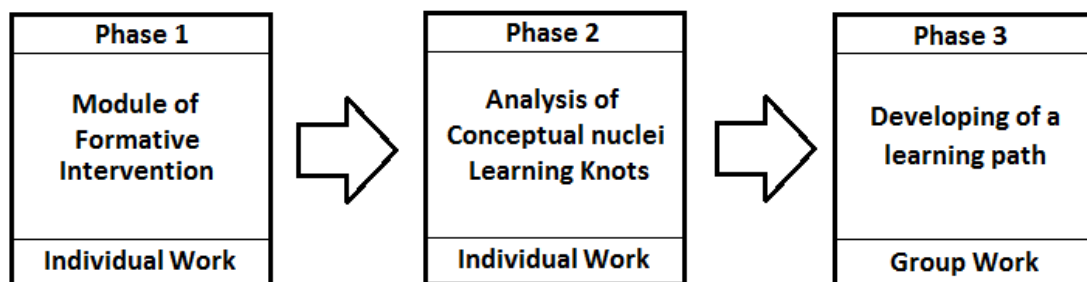 Phase 1
Module of
Formative
Intervention
Individual Work
Phase 2
Analysis of
Conceptual nuclei
Learning Knots
Individual Work
Phase 3
Developing of a
learning path
Group Work